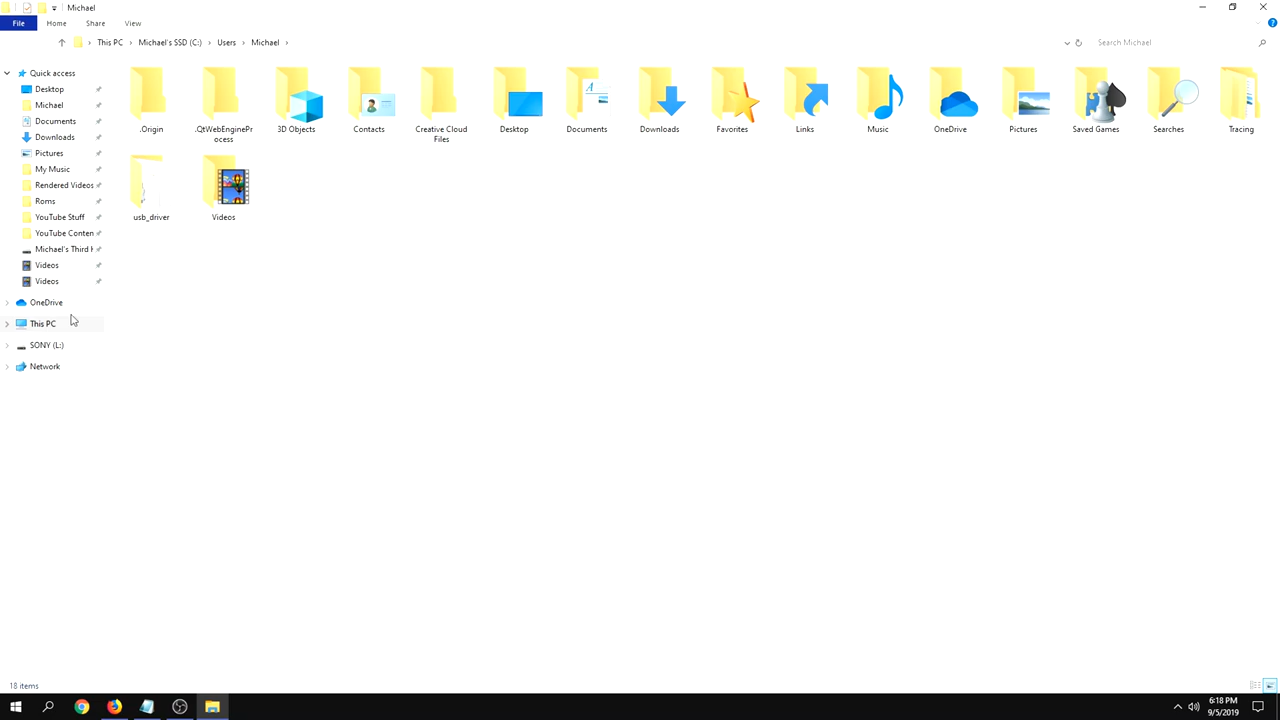 Michael
File Home Share View
This PC Michael's SSD (C:) Users Michael
Search Michael
Quick access
Desktop
Michael
Documents
Downloads
Pictures
My Music
Rendered Videos
Roms
YouTube Stuff
YouTube Conten
Michael's Third H
Videos
Videos
OneDrive
This PC
SONY (L:)
Network
.Origin
.QtWebEnginePr
ocess
3D Objects
Contacts
Creative Cloud
Files
Desktop
Documents
Downloads
Favorites
Links
Music
OneDrive
Pictures
Saved Games
Searches
Tracing
usb_driver
Videos
18 items
6:18 PM
9/5/2019